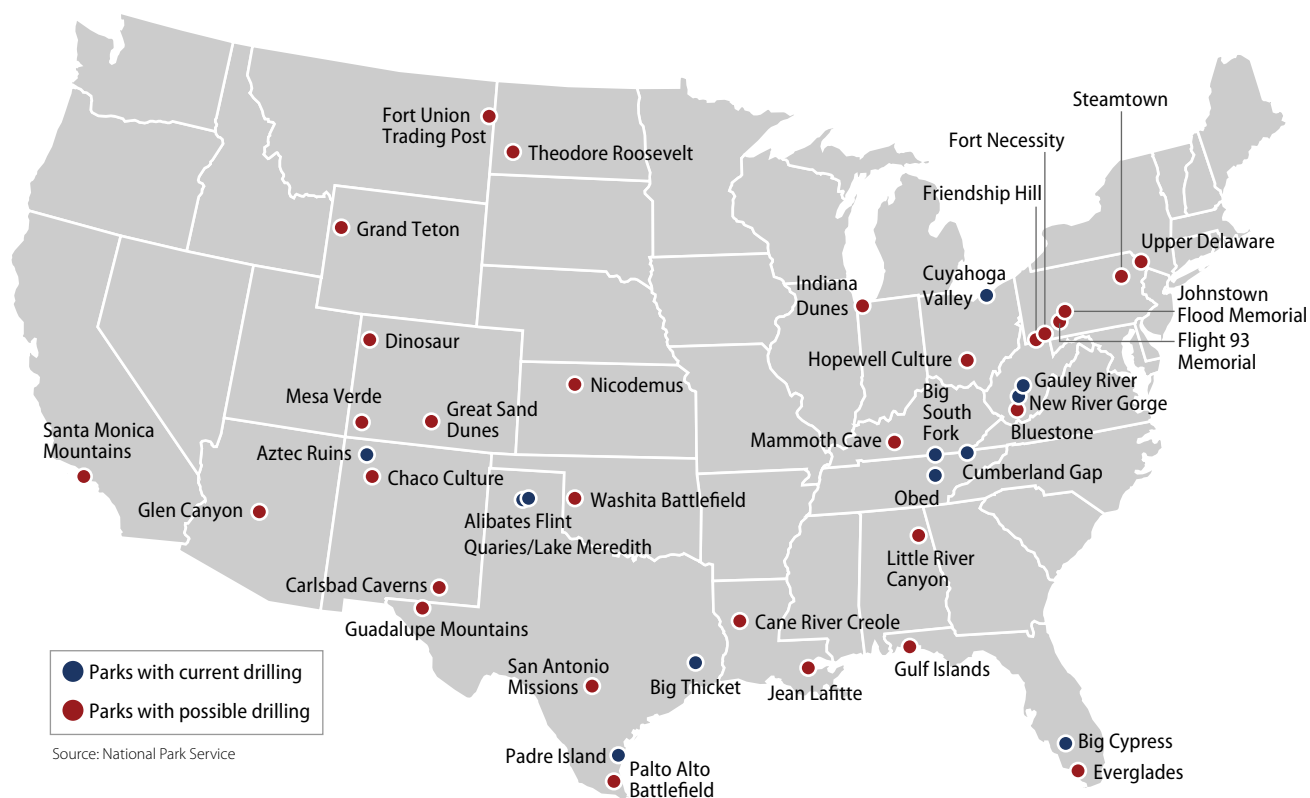 Steamtown
Fort Union
Trading Post
Fort Necessity
Theodore Roosevelt
Friendship Hill
Grand Teton
Upper Delaware
Cuyahoga
Valley
Indiana
Dunes
Johnstown
Flood Memorial
Flight 93
Memorial
Dinosaur
Hopewell Culture
Nicodemus
Mesa Verde
Great Sand
Dunes
Big
South
Fork
Gauley River
New River Gorge
Bluestone
Santa Monica
Mountains
Mammoth Cave
Aztec Ruins
Chaco Culture
Cumberland Gap
Obed
Washita Battlefield
Glen Canyon
Alibates Flint
Quaries/Lake Meredith
Little River
Canyon
Carlsbad Caverns
Guadalupe Mountains
Cane River Creole
San Antonio
Missions
Big Thicket
Jean Lafitte
Gulf Islands
Parks with current drilling
Parks with possible drilling
Source: National Park Service
Padre Island
Palto Alto
Battlefield
Big Cypress
Everglades